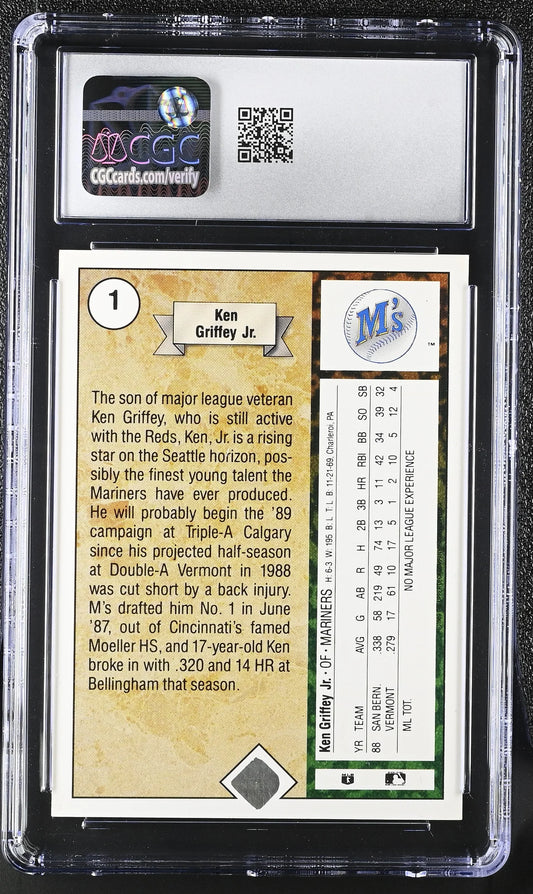 CGC
CGCcards.com/verify
1
Ken
Griffey Jr.
The son of major league veteran
Ken Griffey, who is still active
with the Reds, Ken, Jr. is a rising
star on the Seattle horizon, pos-
sibly the finest young talent the
Mariners have ever produced.
He will probably begin the '89
campaign at Triple-A Calgary
since his projected half-season
at Double-A Vermont in 1988
was cut short by a back injury.
M's drafted him No. 1 in June
'87, out of Cincinnati's famed
Moeller HS, and 17-year-old Ken
broke in with .320 and 14 HR at
Bellingham that season.
M's
TM
Ken Griffey Jr. · OF · MARINERS H: 6-3 W: 195 B: L T: L B: 11-21-69, Charleroi, PA
YR TEAM AVG G AB R H 2B 3B HR RBI BB SO SB
88 SAN BERN. .338 58 219 49 74 13 3 11 42 34 39 32
VERMONT .279 17 61 10 17 5 1 2 10 5 12 4
ML TOT. NO MAJOR LEAGUE EXPERIENCE